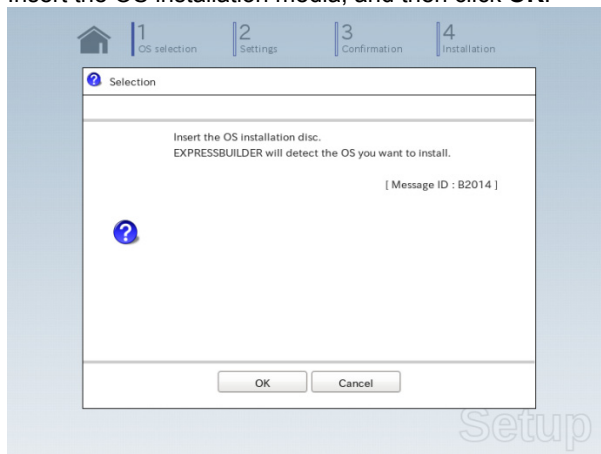 Insert the OS installation media, and then click OK.
1
OS selection
2
Settings
3
Confirmation
4
Installation
Selection
Insert the OS installation disc.
EXPRESSBUILDER will detect the OS you want to install.
[ Message ID : B2014 ]
OK
Cancel
Setup